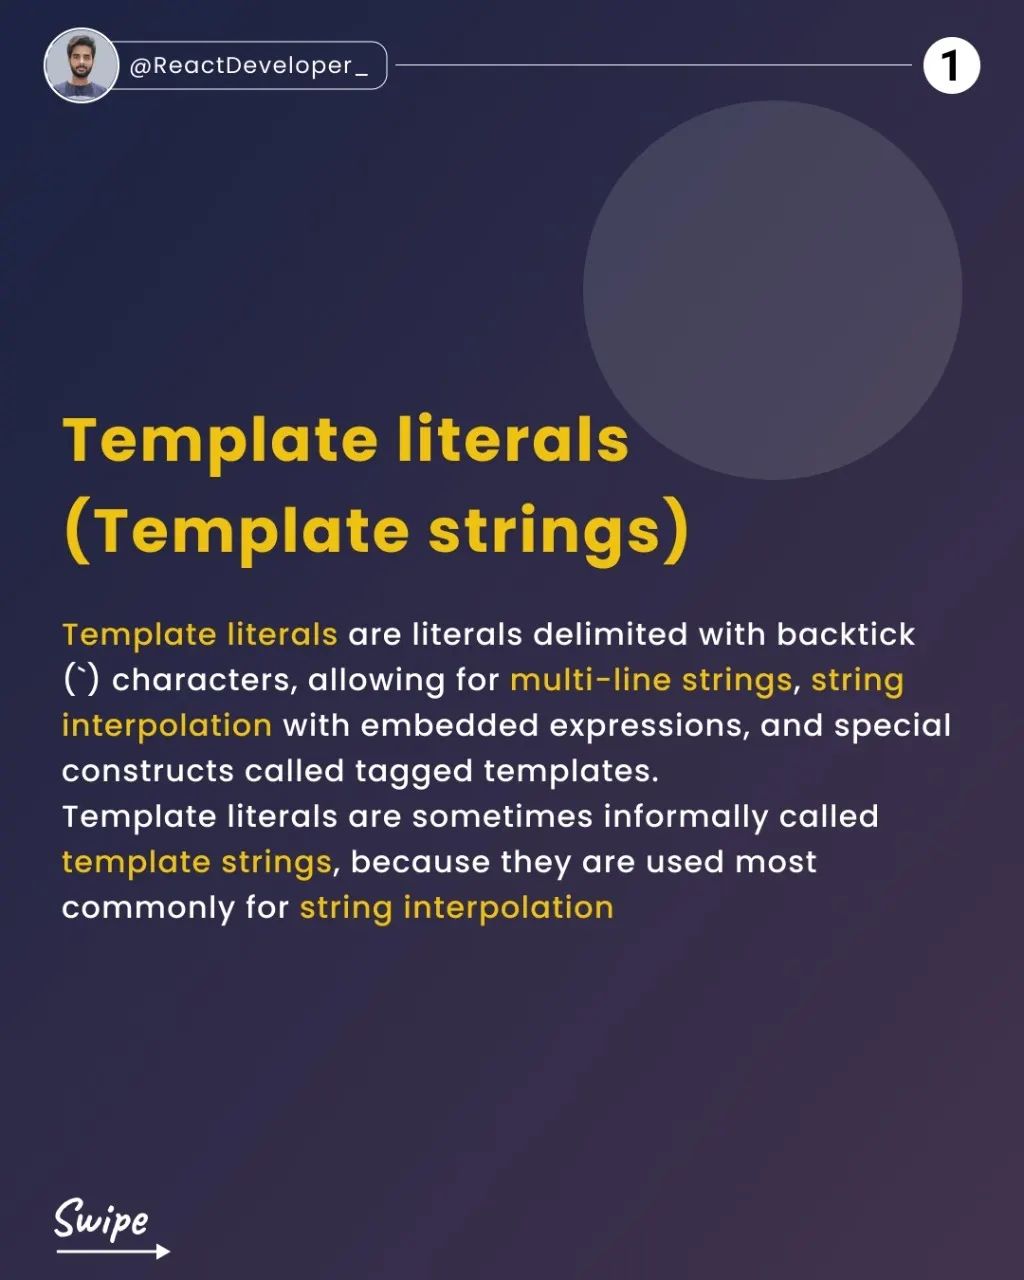 @ReactDeveloper_
1
Template literals
(Template strings)
Template literals are literals delimited with backtick
(`) characters, allowing for multi-line strings, string
interpolation with embedded expressions, and special
constructs called tagged templates.
Template literals are sometimes informally called
template strings, because they are used most
commonly for string interpolation
Swipe